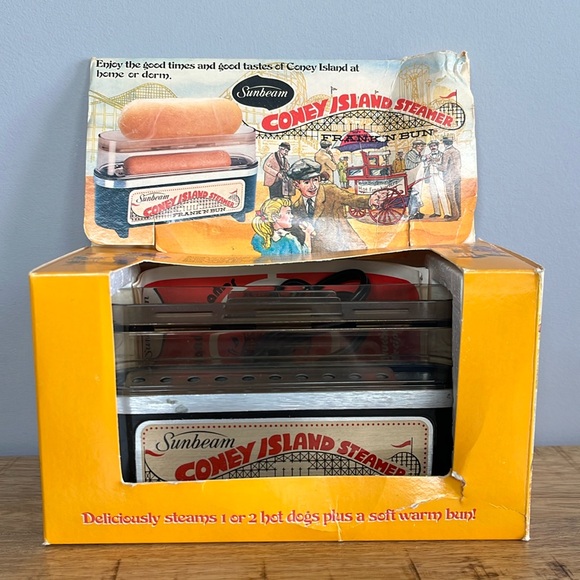 Enjoy the good times and good tastes of Coney Island at
home or dorm.
Sunbeam
CONEY ISLAND STEAMER
FRANK 'N BUN
Sunbeam
CONEY ISLAND STEAMER
FRANK 'N BUN
Sunbeam
CONEY ISLAND STEAMER
Deliciously steams 1 or 2 hot dogs plus a soft warm bun!